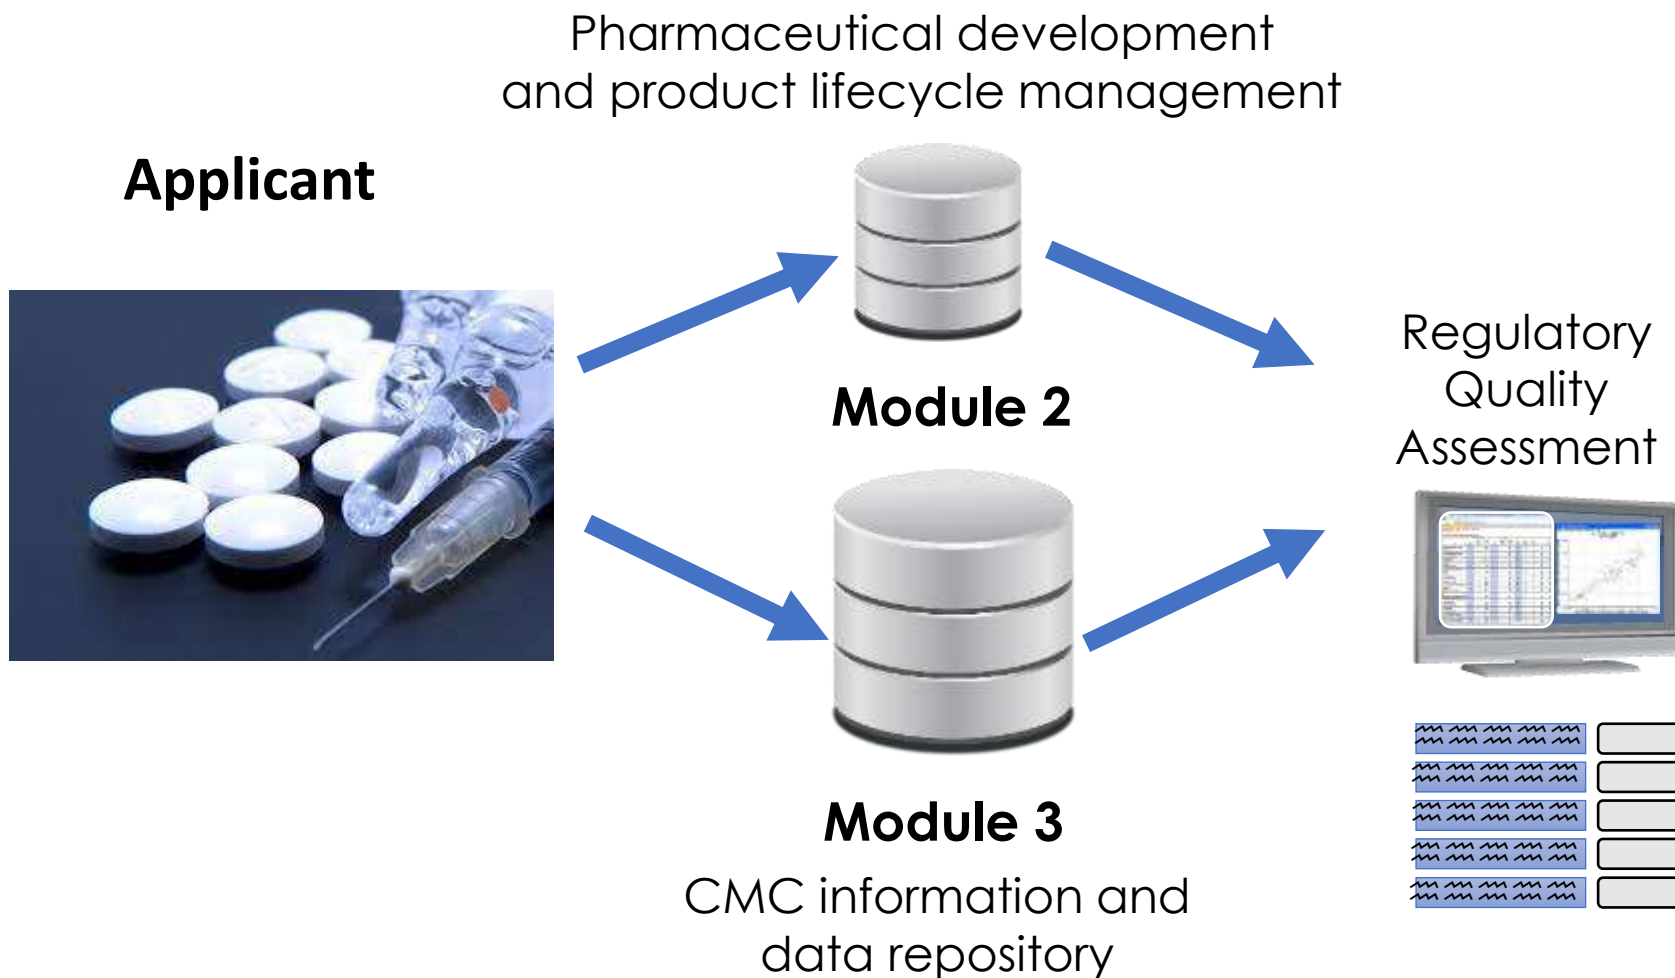 Pharmaceutical development
and product lifecycle management
Applicant
Module 2
Regulatory
Quality
Assessment
Module 3
CMC information and
data repository